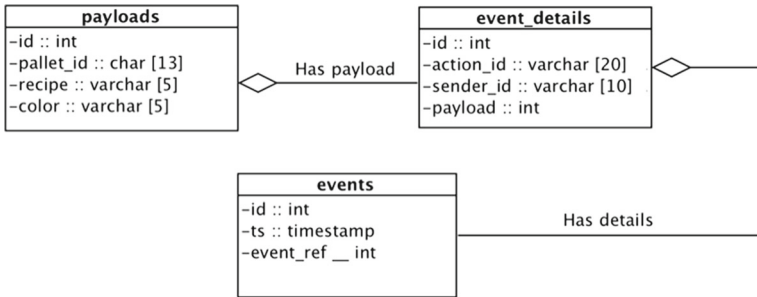 payloads
-id :: int
-pallet_id :: char [13]
-recipe :: varchar [5]
-color :: varchar [5]
Has payload
event_details
-id :: int
-action_id :: varchar [20]
-sender_id :: varchar [10]
-payload :: int
events
-id :: int
-ts :: timestamp
-event_ref __ int
Has details